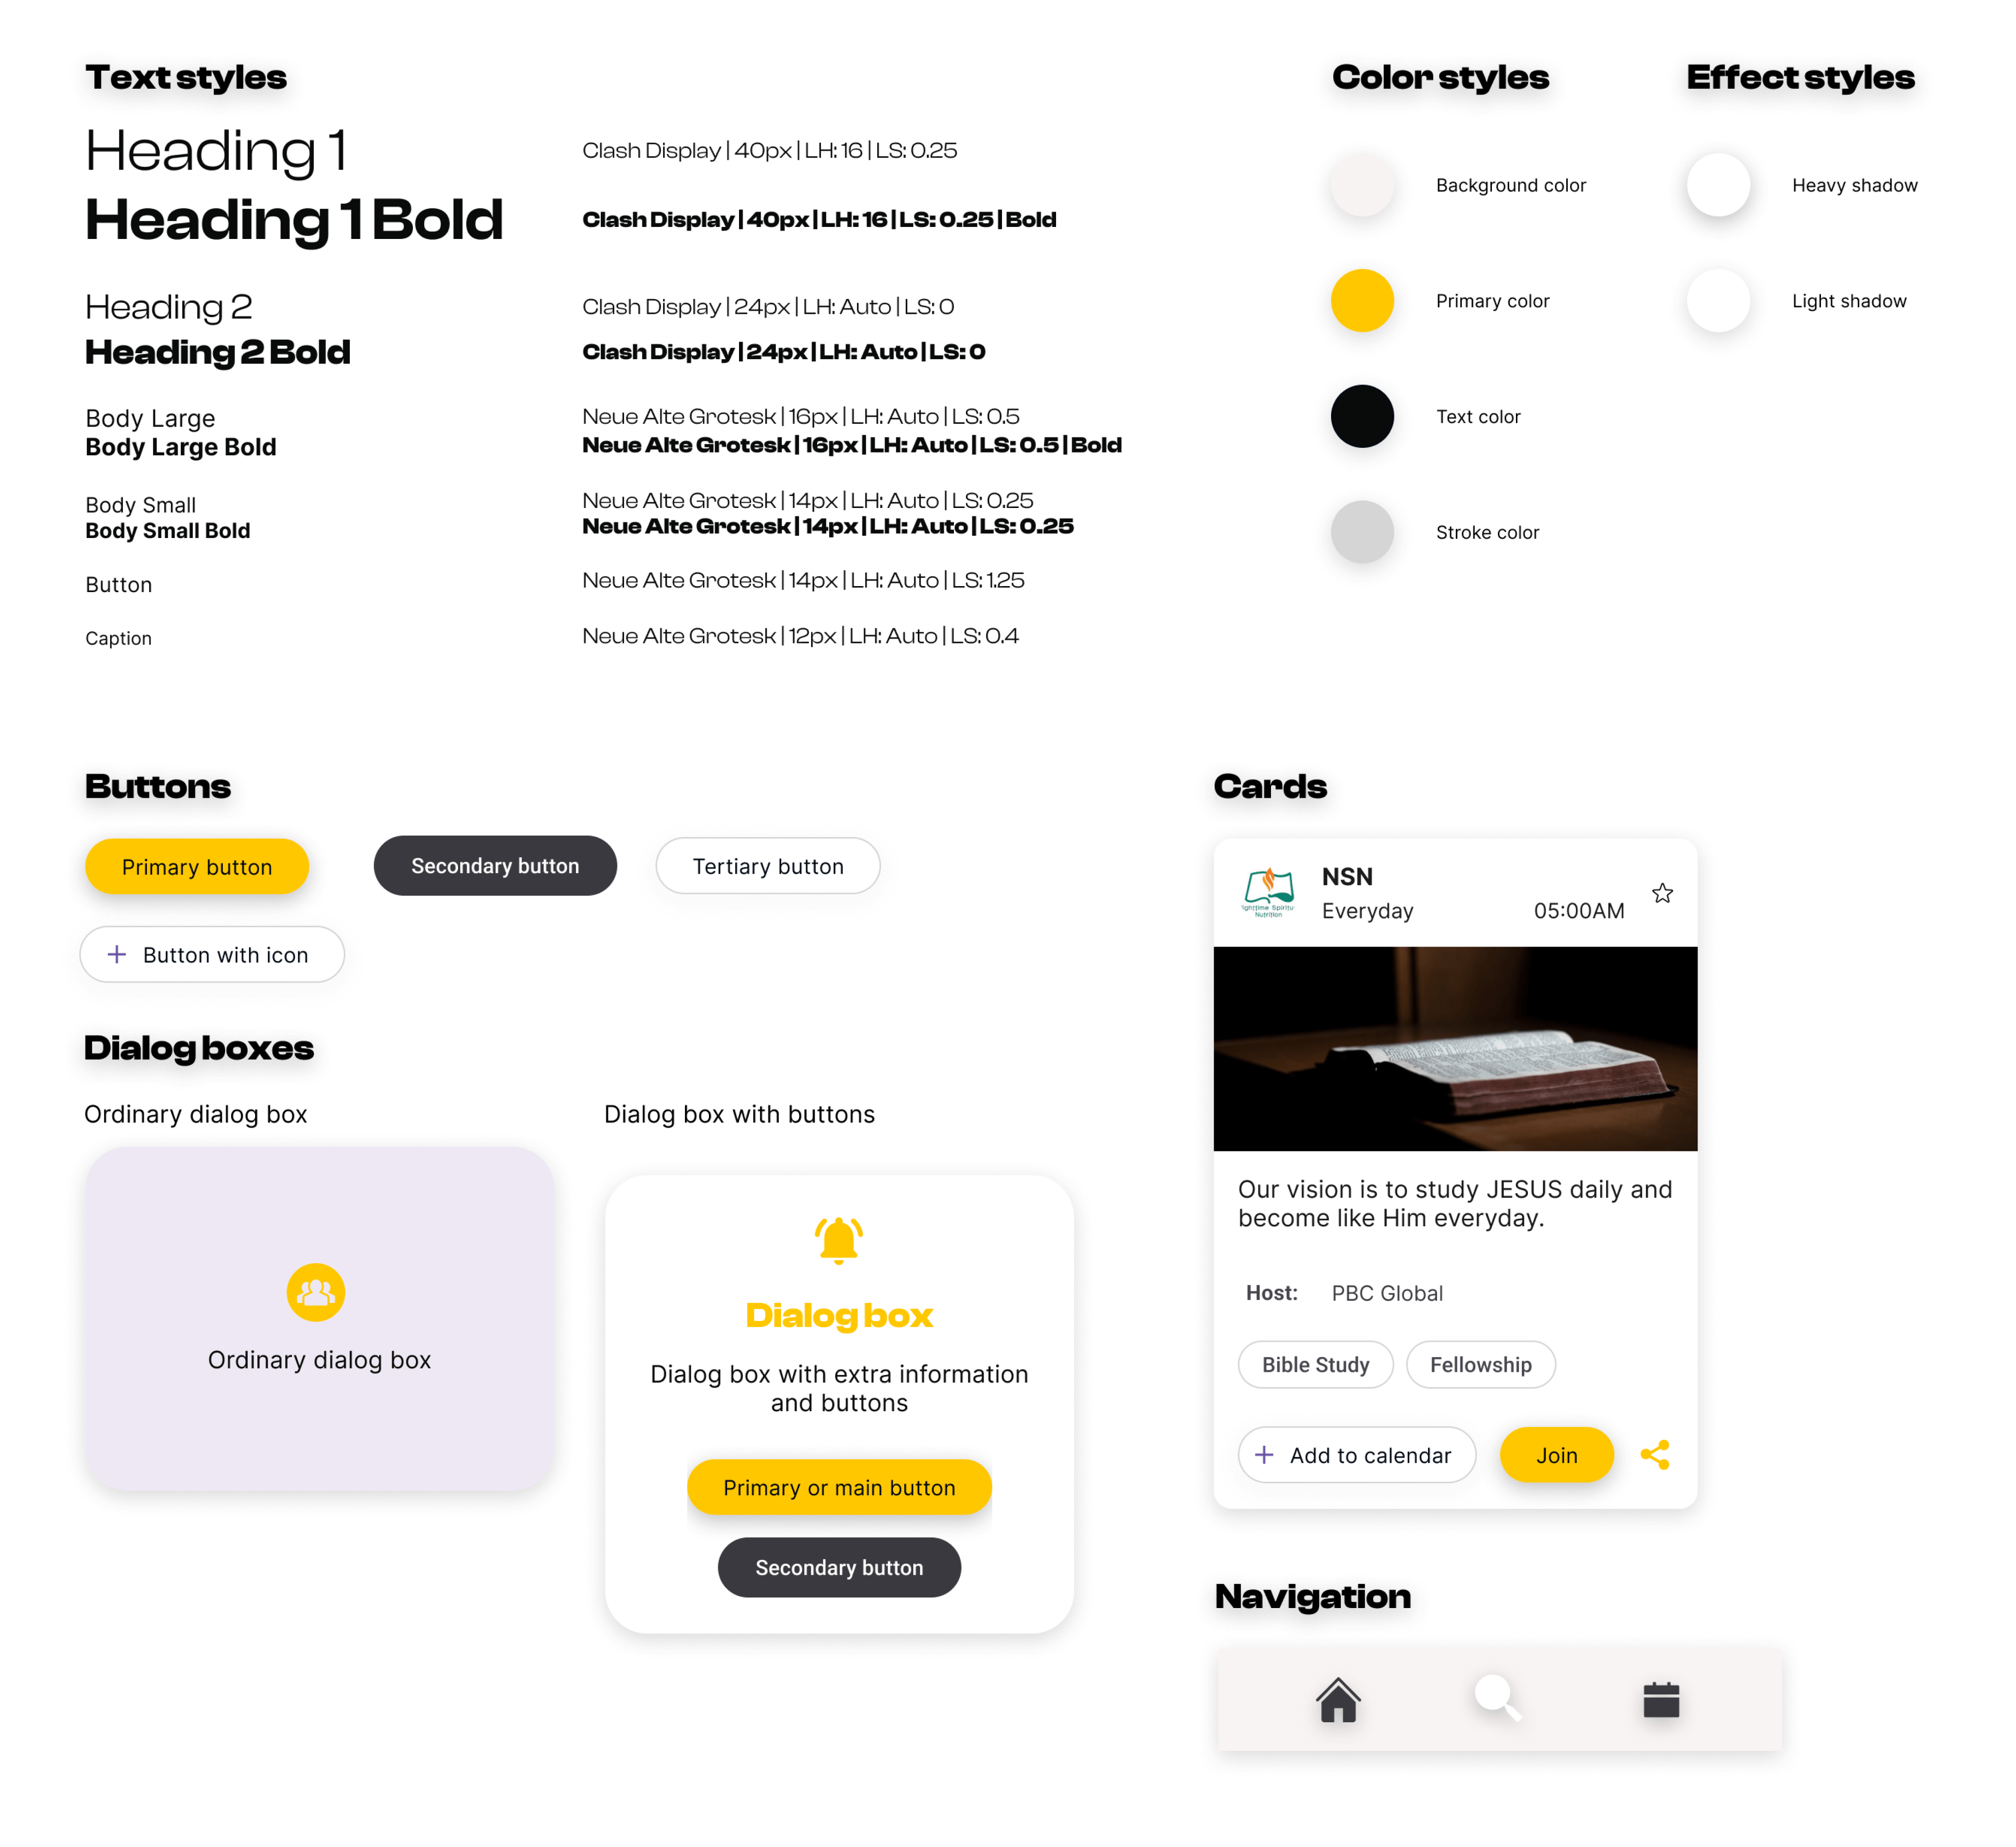 Text styles
Heading 1
Clash Display | 40px | LH: 16 | LS: 0.25
Heading 1 Bold
Clash Display | 40px | LH: 16 | LS: 0.25 | Bold
Heading 2
Clash Display | 24px | LH: Auto | LS: 0
Heading 2 Bold
Clash Display | 24px | LH: Auto | LS: 0
Body Large
Neue Alte Grotesk | 16px | LH: Auto | LS: 0.5
Body Large Bold
Neue Alte Grotesk | 16px | LH: Auto | LS: 0.5 | Bold
Body Small
Neue Alte Grotesk | 14px | LH: Auto | LS: 0.25
Body Small Bold
Neue Alte Grotesk | 14px | LH: Auto | LS: 0.25
Button
Neue Alte Grotesk | 14px | LH: Auto | LS: 1.25
Caption
Neue Alte Grotesk | 12px | LH: Auto | LS: 0.4
Color styles
Background color
Primary color
Text color
Stroke color
Effect styles
Heavy shadow
Light shadow
Buttons
Primary button
Secondary button
Tertiary button
+ Button with icon
Dialog boxes
Ordinary dialog box
Ordinary dialog box
Dialog box with buttons
Dialog box
Dialog box with extra information
and buttons
Primary or main button
Secondary button
Cards
NSN
Everyday
05:00AM
ighttime Spiritu
Nutrition
Our vision is to study JESUS daily and
become like Him everyday.
Host: PBC Global
Bible Study
Fellowship
+ Add to calendar
Join
Navigation